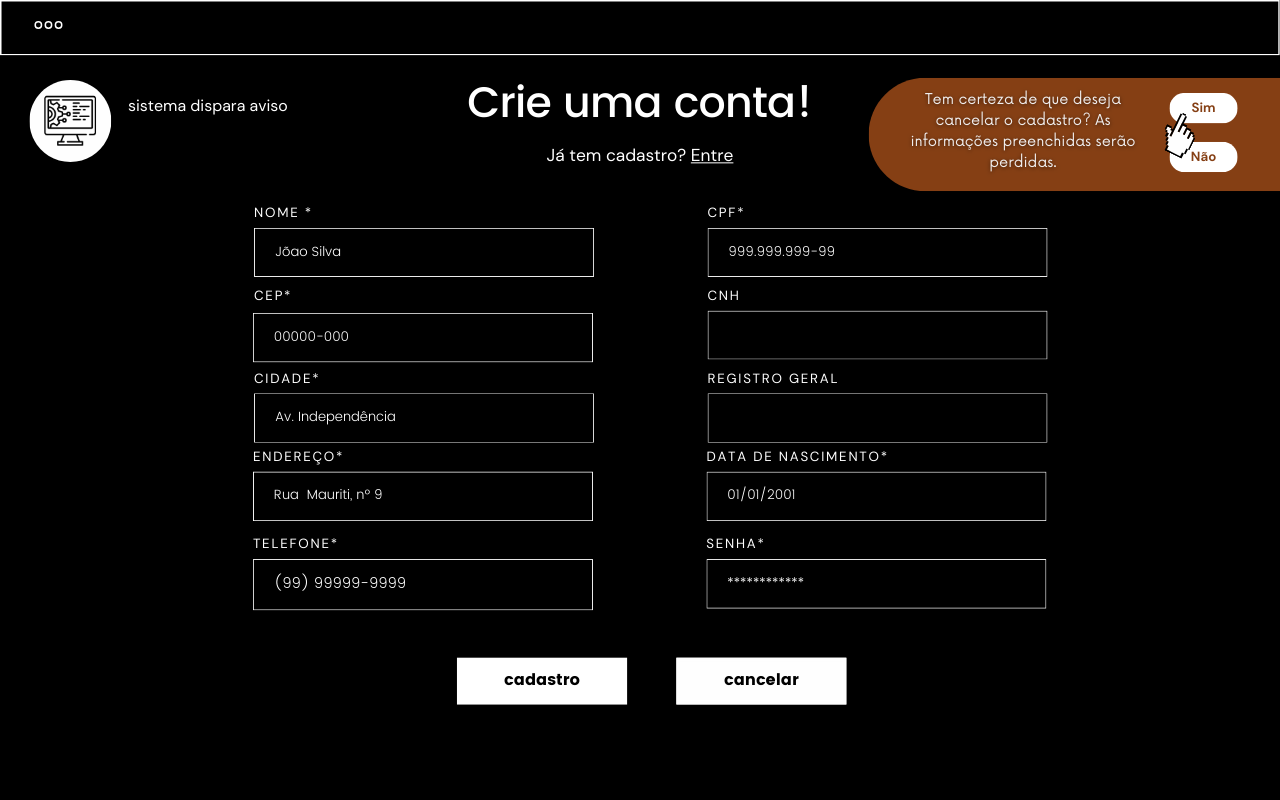 sistema dispara aviso
Crie uma conta!
Já tem cadastro? Entre
Tem certeza de que deseja
cancelar o cadastro? As
informações preenchidas serão
perdidas.
Sim
Não
NOME *
Jõao Silva
CEP*
00000-000
CIDADE*
Av. Independência
ENDEREÇO*
Rua  Mauriti, n° 9
TELEFONE*
(99) 99999-9999
CPF*
999.999.999-99
CNH
REGISTRO GERAL
DATA DE NASCIMENTO*
01/01/2001
SENHA*
************
cadastro
cancelar